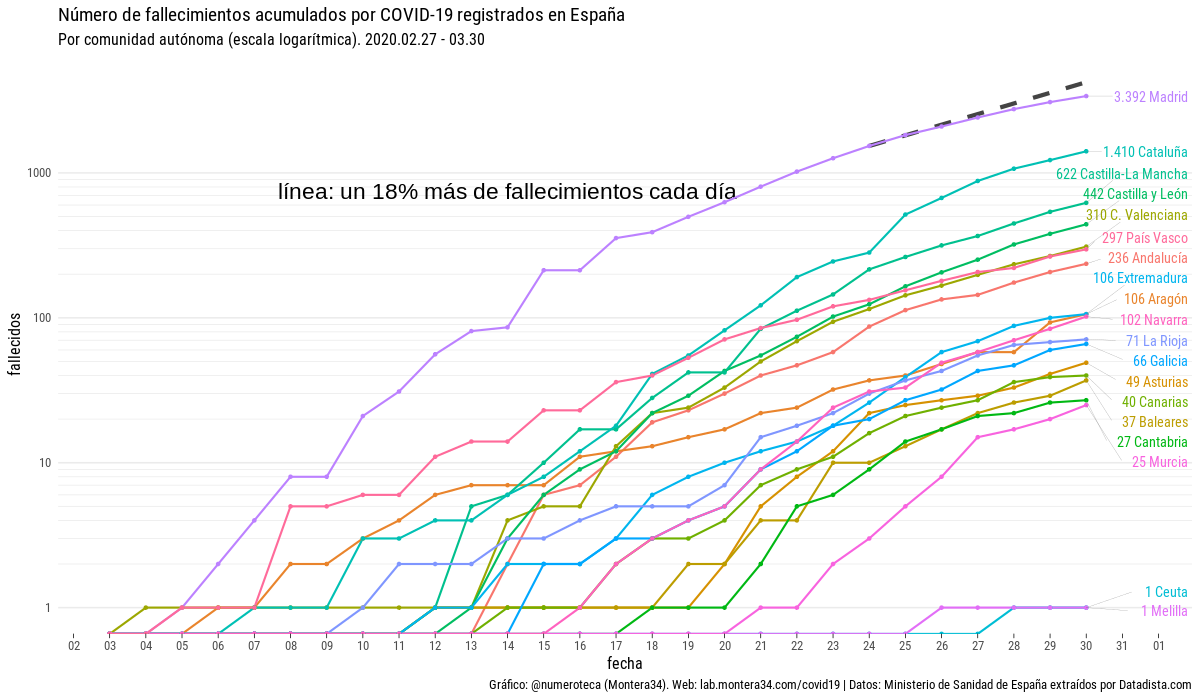 Número de fallecimientos acumulados por COVID-19 registrados en España
Por comunidad autónoma (escala logarítmica). 2020.02.27 - 03.30
línea: un 18% más de fallecimientos cada día
fallecidos
1000
100
10
1
3.392 Madrid
1.410 Cataluña
622 Castilla-La Mancha
442 Castilla y León
310 C. Valenciana
297 País Vasco
236 Andalucía
106 Extremadura
106 Aragón
102 Navarra
71 La Rioja
66 Galicia
49 Asturias
40 Canarias
37 Baleares
27 Cantabria
25 Murcia
1 Ceuta
1 Melilla
02 03 04 05 06 07 08 09 10 11 12 13 14 15 16 17 18 19 20 21 22 23 24 25 26 27 28 29 30 31 01
fecha
Gráfico: @numeroteca (Montera34). Web: lab.montera34.com/covid19 | Datos: Ministerio de Sanidad de España extraídos por Datadista.com